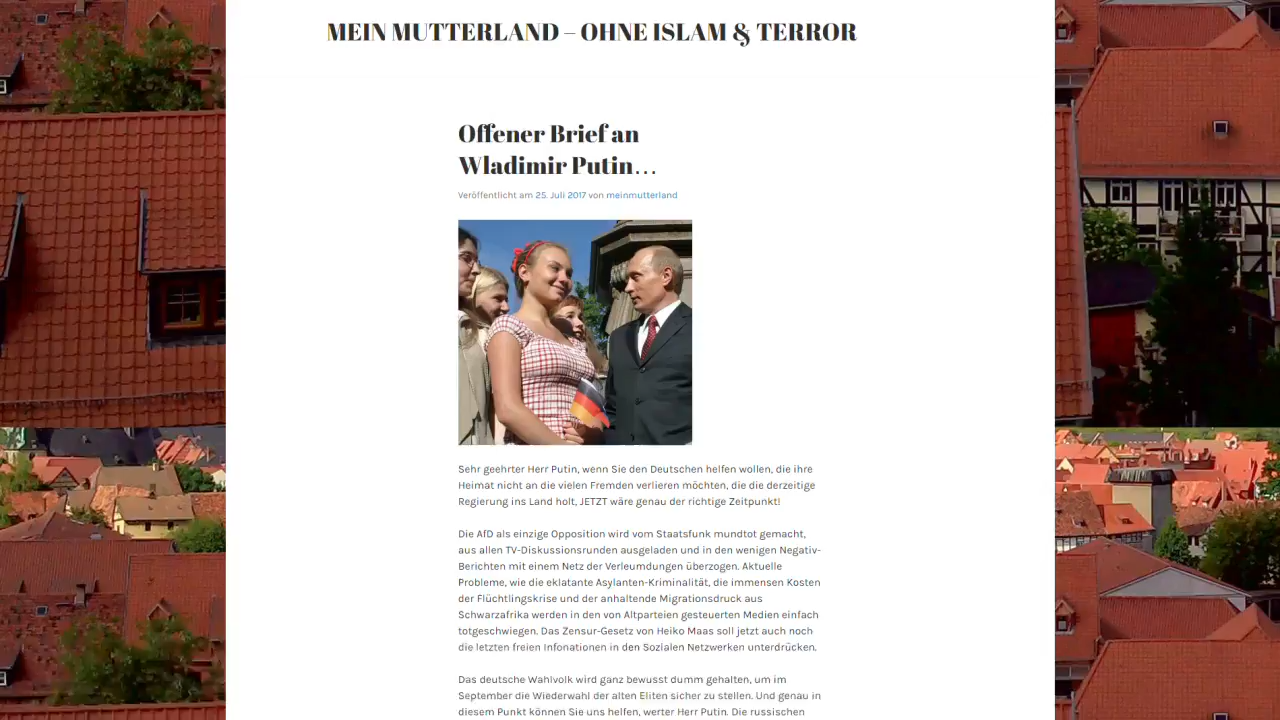 MEIN MUTTERLAND – OHNE ISLAM & TERROR
Offener Brief an
Wladimir Putin…
Veröffentlicht am 25. Juli 2017 von meinmutterland
Sehr geehrter Herr Putin, wenn Sie den Deutschen helfen wollen, die ihre
Heimat nicht an die vielen Fremden verlieren möchten, die die derzeitige
Regierung ins Land holt, JETZT wäre genau der richtige Zeitpunkt!
Die AfD als einzige Opposition wird vom Staatsfunk mundtot gemacht,
aus allen TV-Diskussionsrunden ausgeladen und in den wenigen Negativ-
Berichten mit einem Netz der Verleumdungen überzogen. Aktuelle
Probleme, wie die eklatante Asylanten-Kriminalität, die immensen Kosten
der Flüchtlingskrise und der anhaltende Migrationsdruck aus
Schwarzafrika werden in den von Altparteien gesteuerten Medien einfach
totgeschwiegen. Das Zensur-Gesetz von Heiko Maas soll jetzt auch noch
die letzten freien Infonationen in den Sozialen Netzwerken unterdrücken.
Das deutsche Wahlvolk wird ganz bewusst dumm gehalten, um im
September die Wiederwahl der alten Eliten sicher zu stellen. Und genau in
diesem Punkt können Sie uns helfen, werter Herr Putin. Die russischen